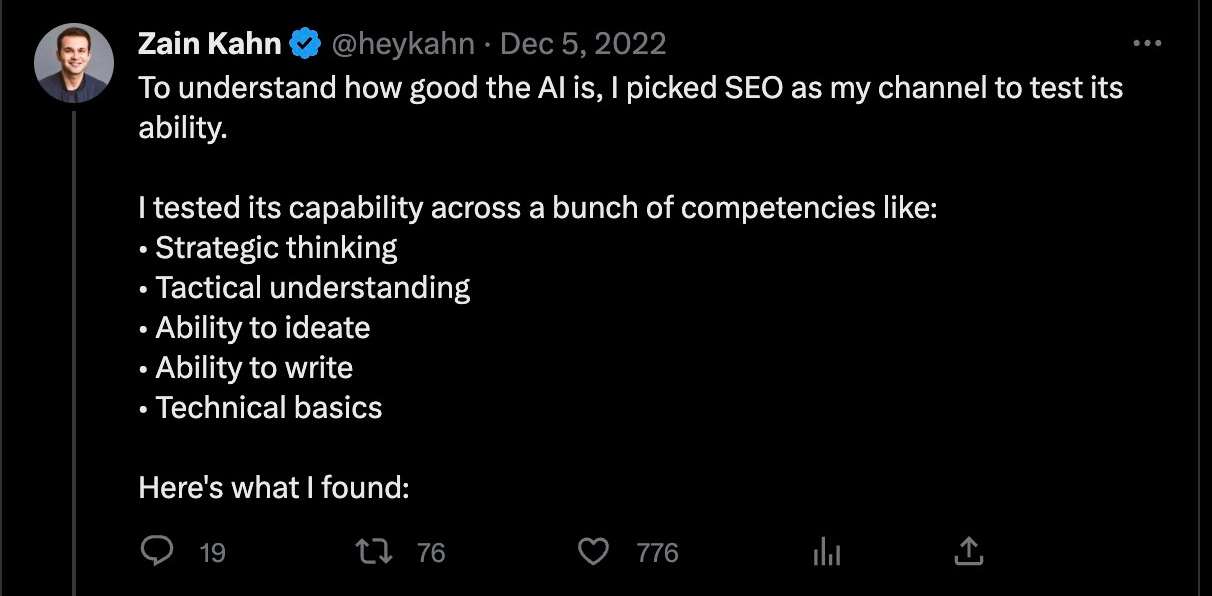 Zain Kahn @heykahn · Dec 5, 2022
To understand how good the AI is, I picked SEO as my channel to test its
ability.
I tested its capability across a bunch of competencies like:
• Strategic thinking
• Tactical understanding
• Ability to ideate
• Ability to write
• Technical basics
Here's what I found:
19 76 776